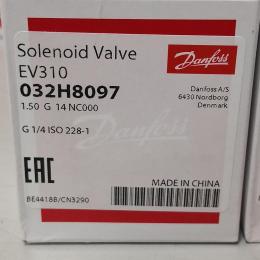 Solenoid Valve
EV310
032H8097
1.50 G 14 NC000
G 1/4 ISO 228-1
Danfoss
Danfoss A/S
6430 Nordborg
Denmark
EAC
MADE IN CHINA
BE4418B/CN3290